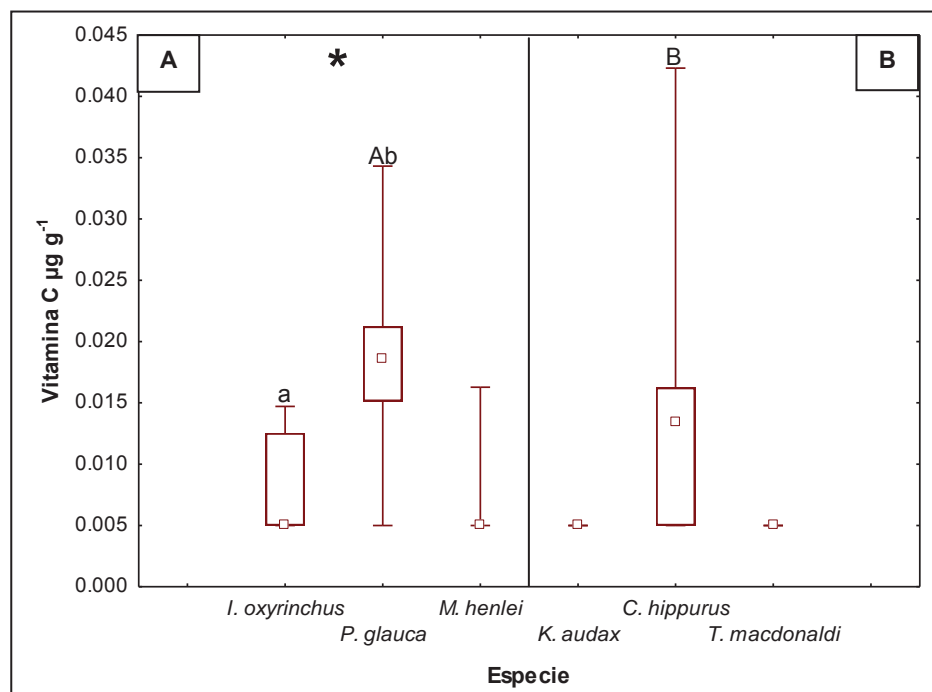 A
*
B
B
Ab
a
0.045
0.040
0.035
0.030
0.025
0.020
0.015
0.010
0.005
0.000
Vitamina C µg g⁻¹
I. oxyrinchus
M. henlei
C. hippurus
P. glauca
K. audax
T. macdonaldi
Especie